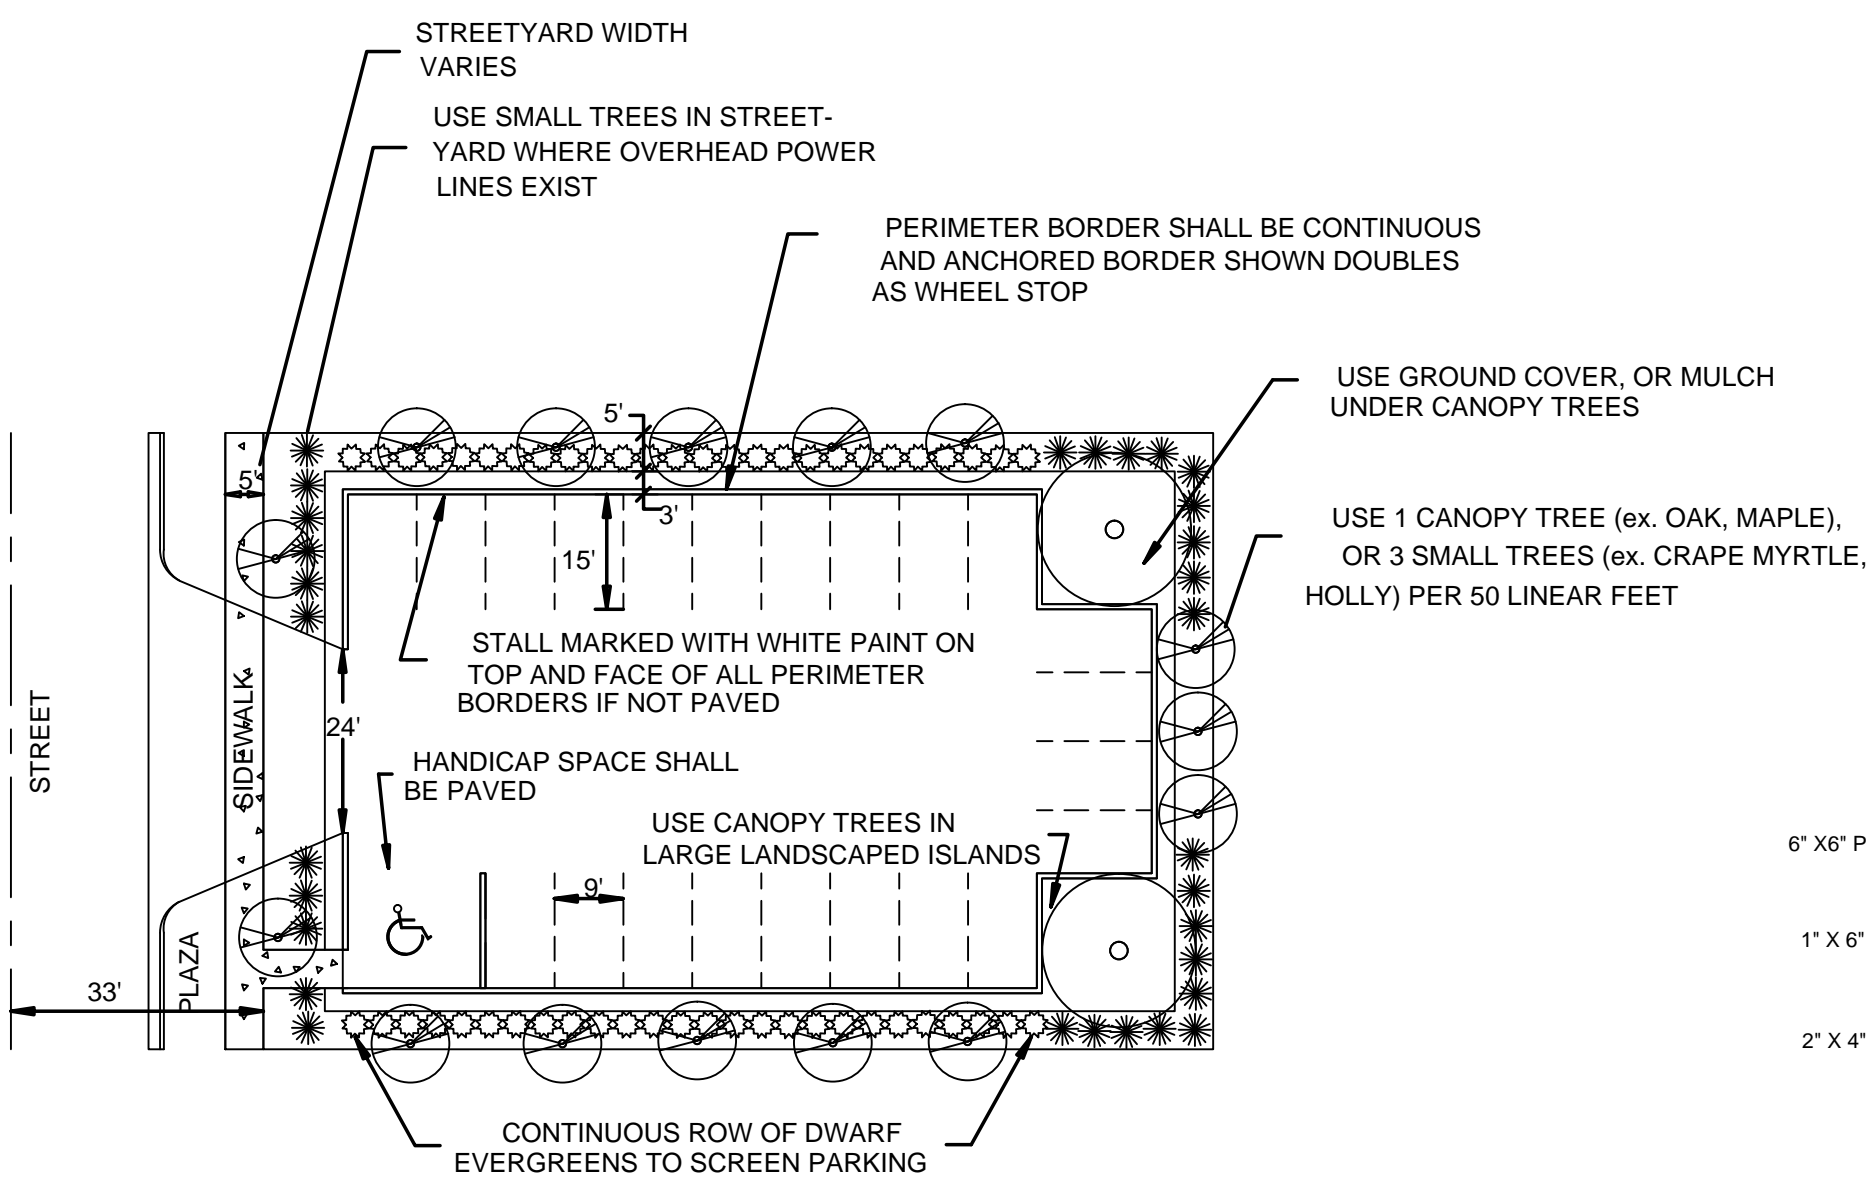 STREETYARD WIDTH
VARIES
USE SMALL TREES IN STREET-
YARD WHERE OVERHEAD POWER
LINES EXIST
PERIMETER BORDER SHALL BE CONTINUOUS
AND ANCHORED BORDER SHOWN DOUBLES
AS WHEEL STOP
USE GROUND COVER, OR MULCH
UNDER CANOPY TREES
5'
5'
3'
15'
USE 1 CANOPY TREE (ex. OAK, MAPLE),
OR 3 SMALL TREES (ex. CRAPE MYRTLE,
HOLLY) PER 50 LINEAR FEET
STALL MARKED WITH WHITE PAINT ON
TOP AND FACE OF ALL PERIMETER
BORDERS IF NOT PAVED
STREET
SIDEWALK
24'
HANDICAP SPACE SHALL
BE PAVED
USE CANOPY TREES IN
LARGE LANDSCAPED ISLANDS
9'
PLAZA
33'
6" X6" P
1" X 6"
2" X 4"
CONTINUOUS ROW OF DWARF
EVERGREENS TO SCREEN PARKING